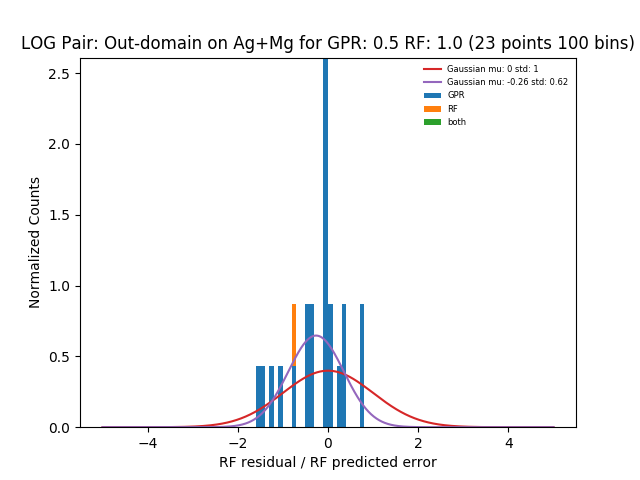 LOG Pair: Out-domain on Ag+Mg for GPR: 0.5 RF: 1.0 (23 points 100 bins)
Gaussian mu: 0 std: 1
Gaussian mu: -0.26 std: 0.62
GPR
RF
both
2.5
2.0
1.5
1.0
0.5
0.0
Normalized Counts
−4 −2 0 2 4
RF residual / RF predicted error